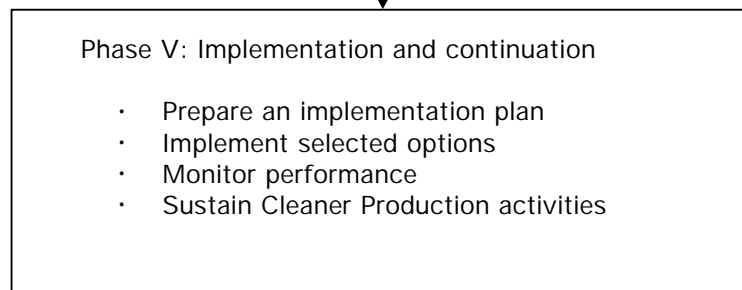 Phase V: Implementation and continuation
· Prepare an implementation plan
· Implement selected options
· Monitor performance
· Sustain Cleaner Production activities